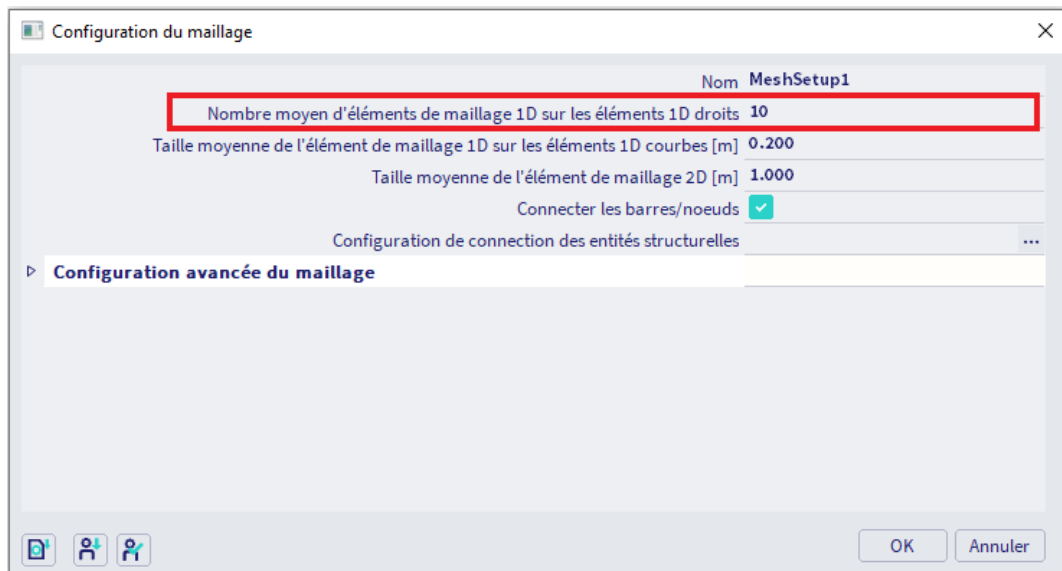 Configuration du maillage
Nom MeshSetup1
Nombre moyen d'éléments de maillage 1D sur les éléments 1D droits 10
Taille moyenne de l'élément de maillage 1D sur les éléments 1D courbes [m] 0.200
Taille moyenne de l'élément de maillage 2D [m] 1.000
Connecter les barres/noeuds
Configuration de connection des entités structurelles ...
Configuration avancée du maillage
OK Annuler